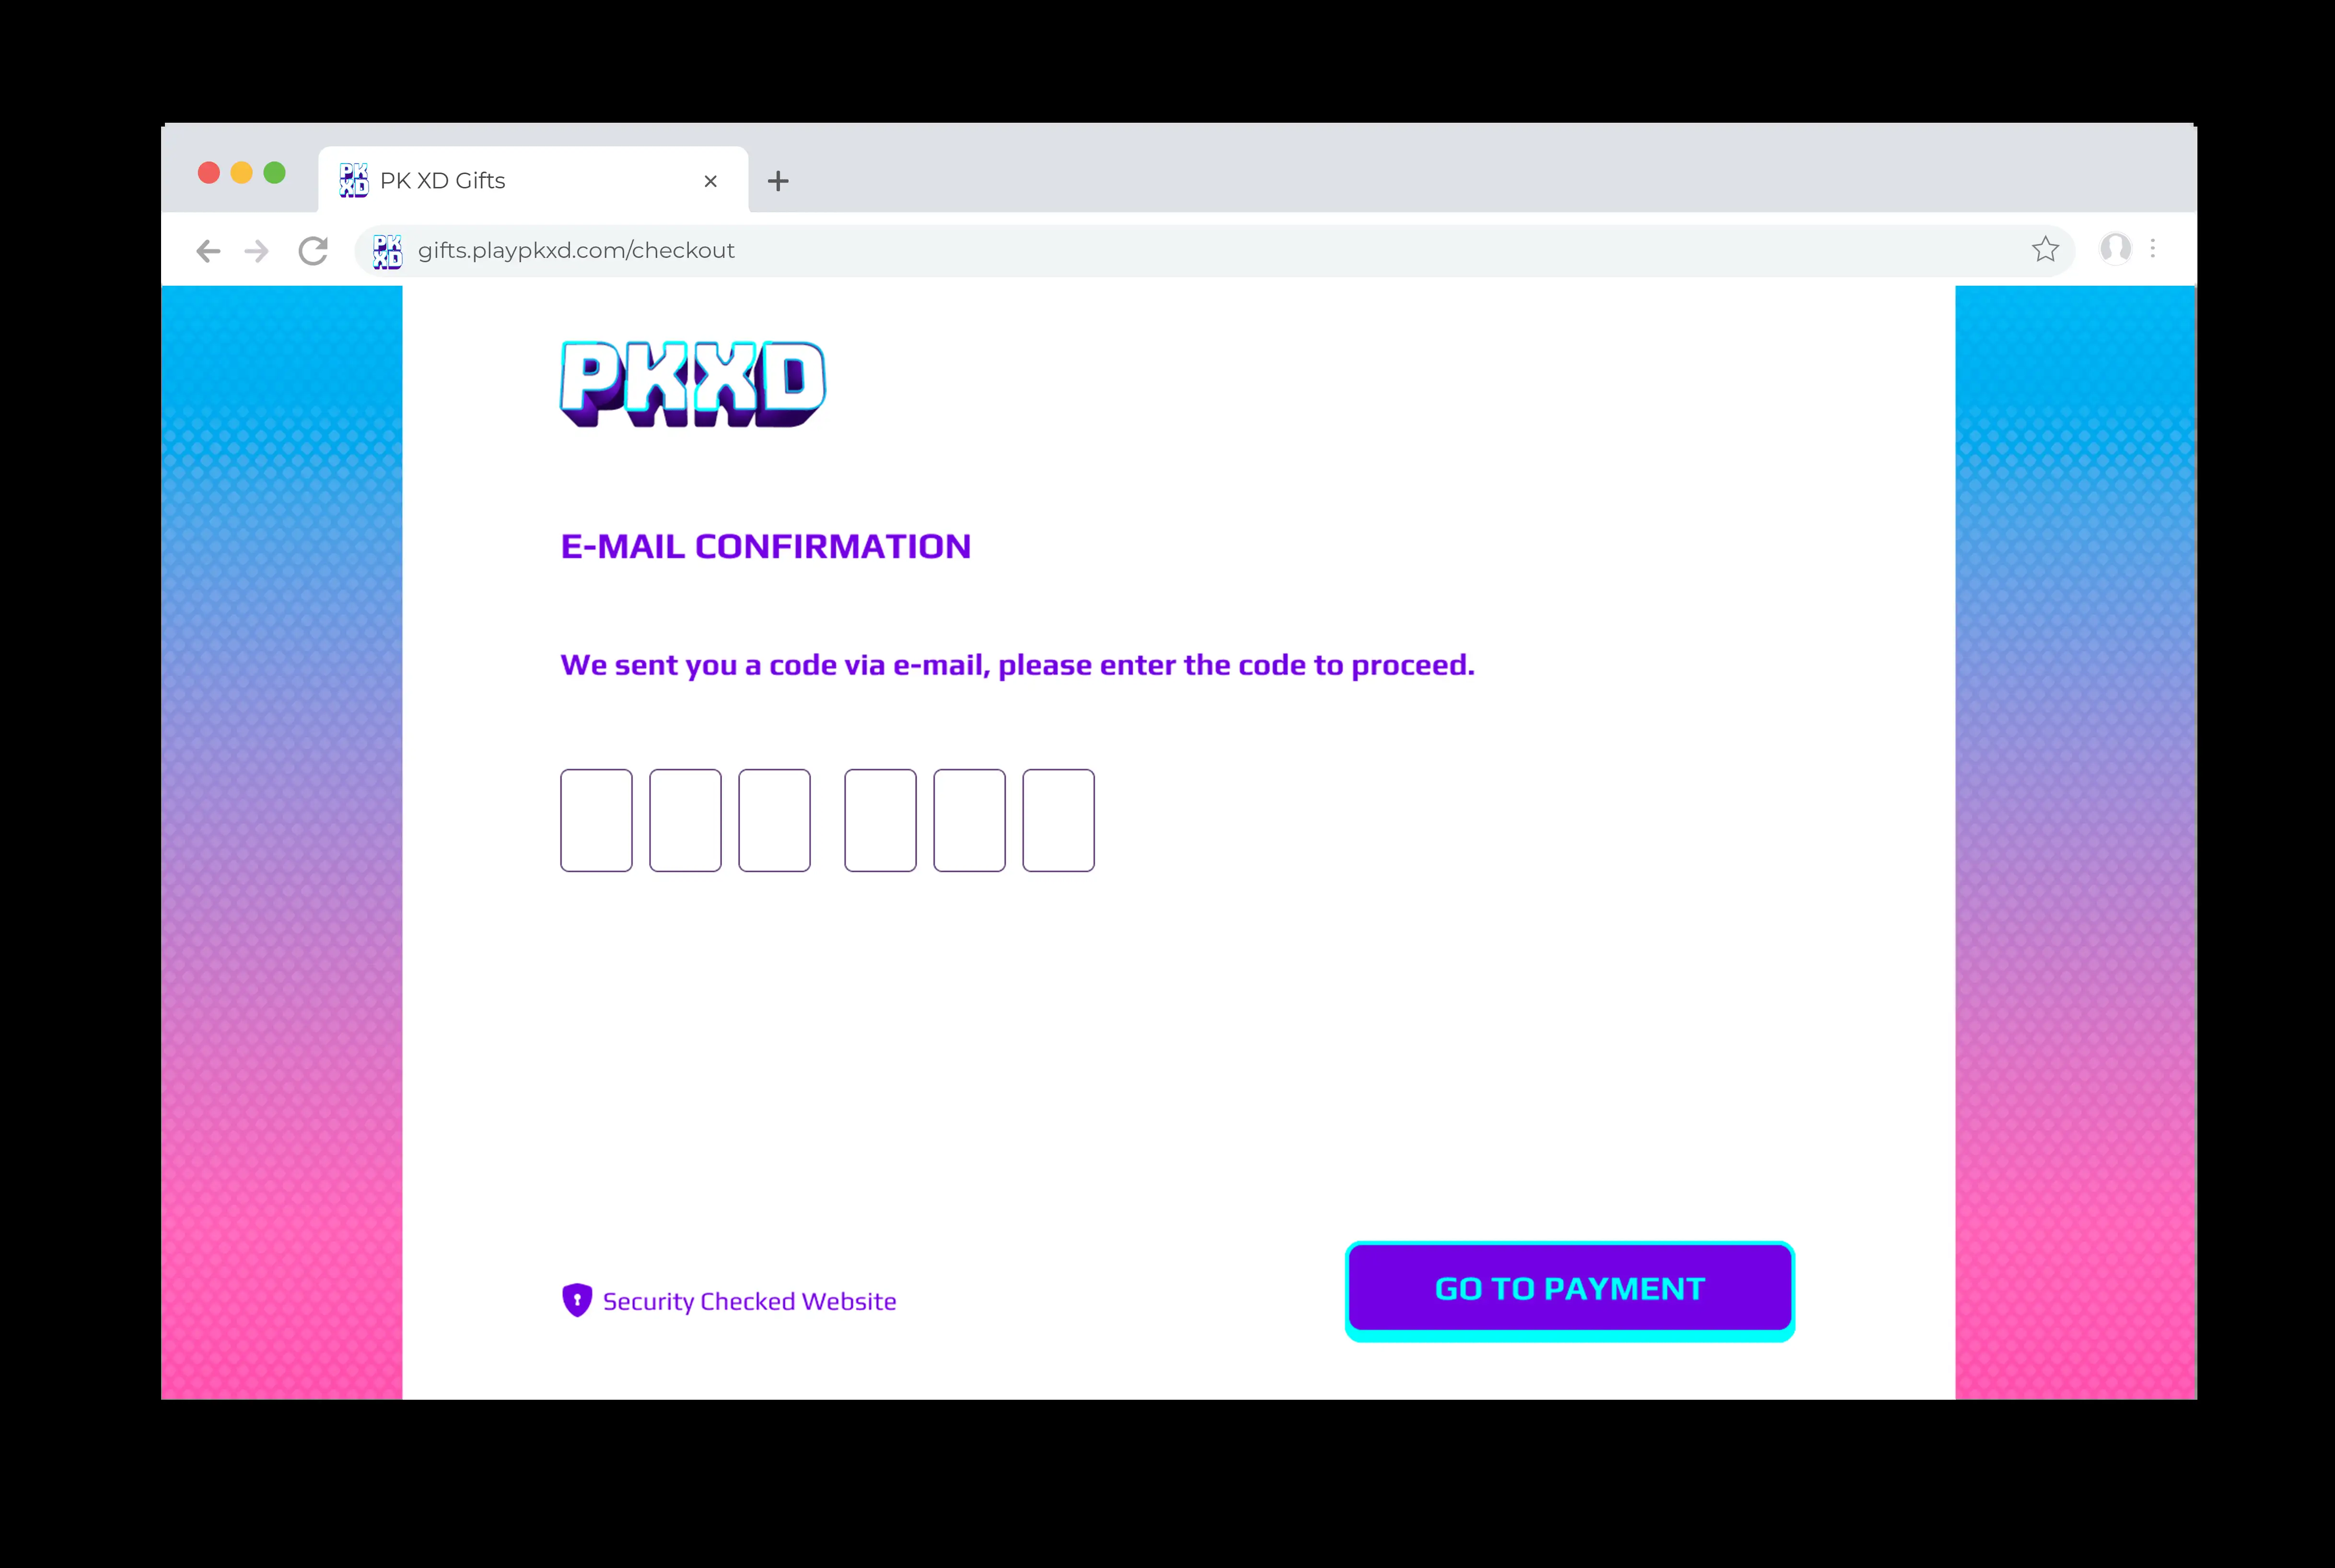 PK XD Gifts
gifts.playpkxd.com/checkout
PKXD
E-MAIL CONFIRMATION
We sent you a code via e-mail, please enter the code to proceed.
Security Checked Website
GO TO PAYMENT